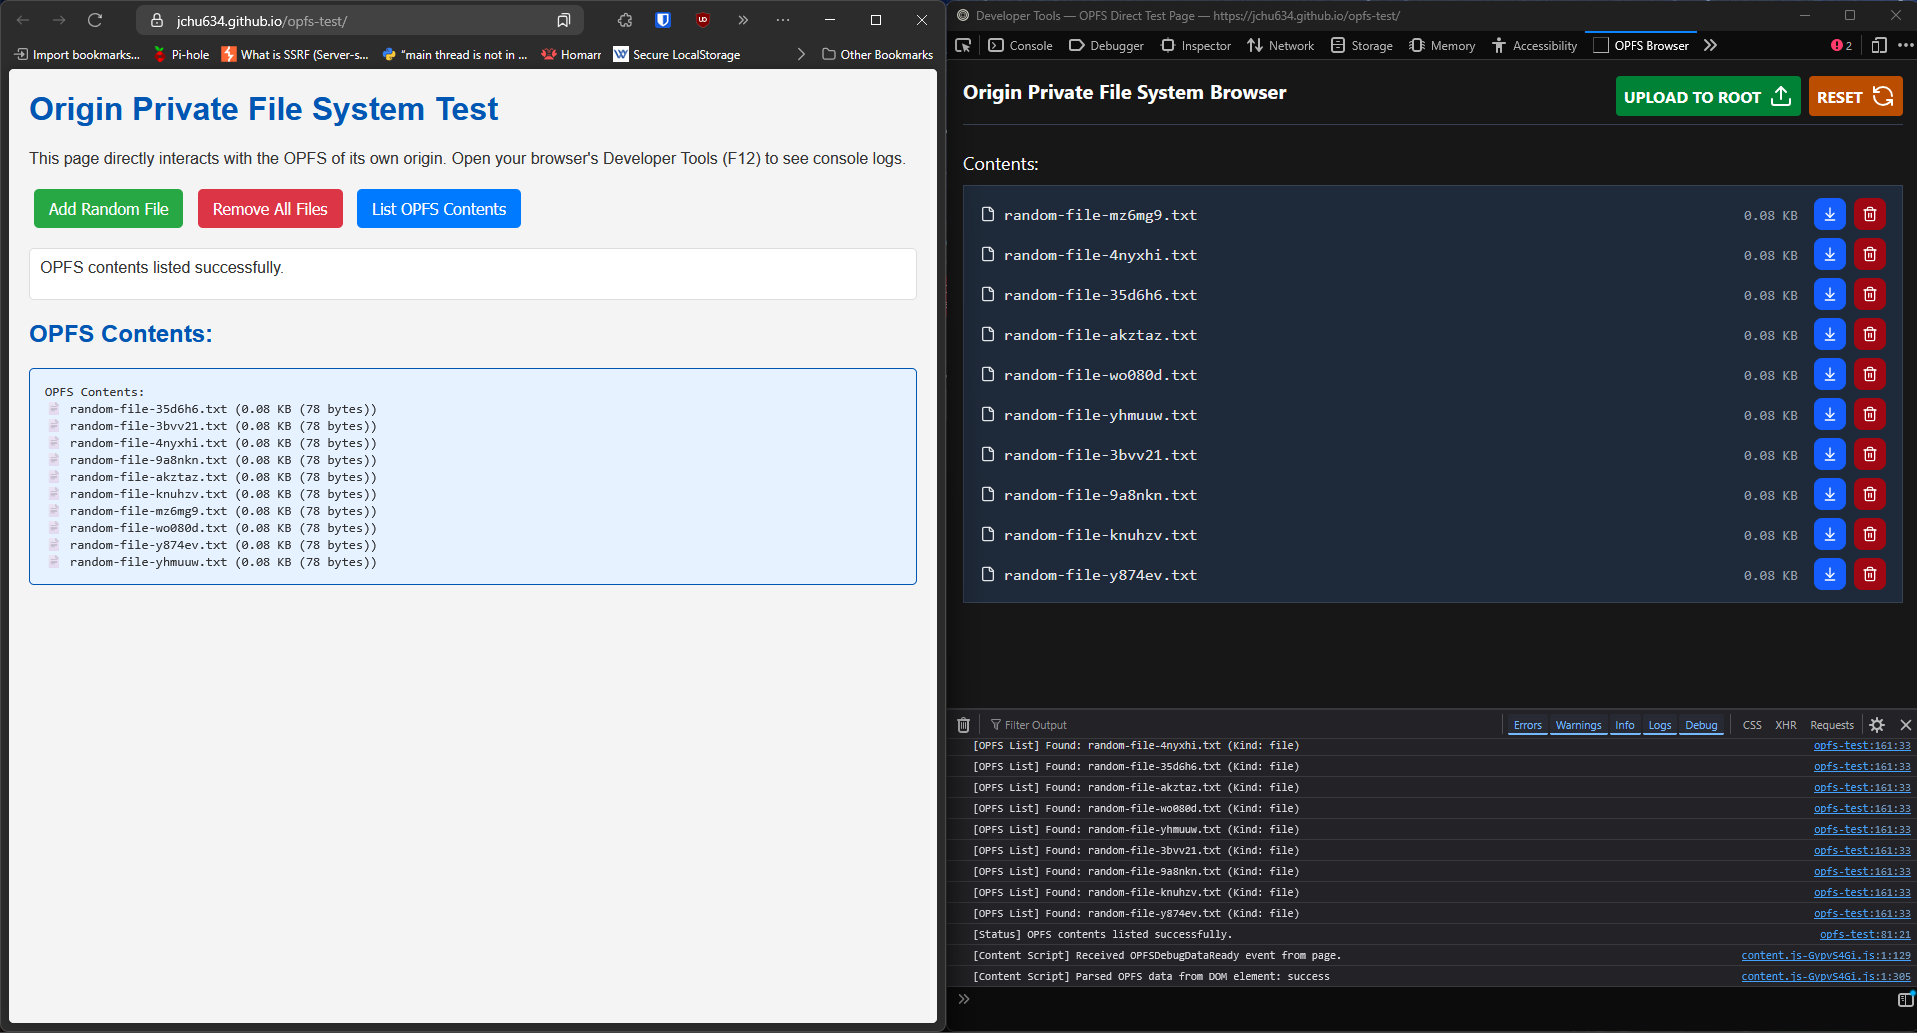 jchu634.github.io/opfs-test/
Import bookmarks...
Pi-hole
What is SSRF (Server-s...
"main thread is not in ...
Homarr
Secure LocalStorage
Other Bookmarks
Origin Private File System Test
This page directly interacts with the OPFS of its own origin. Open your browser's Developer Tools (F12) to see console logs.
Add Random File
Remove All Files
List OPFS Contents
OPFS contents listed successfully.
OPFS Contents:
OPFS Contents:
random-file-35d6h6.txt (0.08 KB (78 bytes))
random-file-3bvv21.txt (0.08 KB (78 bytes))
random-file-4nyxhi.txt (0.08 KB (78 bytes))
random-file-9a8nkn.txt (0.08 KB (78 bytes))
random-file-akztaz.txt (0.08 KB (78 bytes))
random-file-knuhzv.txt (0.08 KB (78 bytes))
random-file-mz6mg9.txt (0.08 KB (78 bytes))
random-file-wo080d.txt (0.08 KB (78 bytes))
random-file-y874ev.txt (0.08 KB (78 bytes))
random-file-yhmuuw.txt (0.08 KB (78 bytes))
Developer Tools — OPFS Direct Test Page — https://jchu634.github.io/opfs-test/
Console Debugger Inspector Network Storage Memory Accessibility OPFS Browser 2
Origin Private File System Browser
UPLOAD TO ROOT
RESET
Contents:
random-file-mz6mg9.txt 0.08 KB
random-file-4nyxhi.txt 0.08 KB
random-file-35d6h6.txt 0.08 KB
random-file-akztaz.txt 0.08 KB
random-file-wo080d.txt 0.08 KB
random-file-yhmuuw.txt 0.08 KB
random-file-3bvv21.txt 0.08 KB
random-file-9a8nkn.txt 0.08 KB
random-file-knuhzv.txt 0.08 KB
random-file-y874ev.txt 0.08 KB
Filter Output
Errors Warnings Info Logs Debug CSS XHR Requests
[OPFS List] Found: random-file-4nyxhi.txt (Kind: file) opfs-test:161:33
[OPFS List] Found: random-file-35d6h6.txt (Kind: file) opfs-test:161:33
[OPFS List] Found: random-file-akztaz.txt (Kind: file) opfs-test:161:33
[OPFS List] Found: random-file-wo080d.txt (Kind: file) opfs-test:161:33
[OPFS List] Found: random-file-yhmuuw.txt (Kind: file) opfs-test:161:33
[OPFS List] Found: random-file-3bvv21.txt (Kind: file) opfs-test:161:33
[OPFS List] Found: random-file-9a8nkn.txt (Kind: file) opfs-test:161:33
[OPFS List] Found: random-file-knuhzv.txt (Kind: file) opfs-test:161:33
[OPFS List] Found: random-file-y874ev.txt (Kind: file) opfs-test:161:33
[Status] OPFS contents listed successfully. opfs-test:81:21
[Content Script] Received OPFSDebugDataReady event from page. content.js-GypvS4Gi.js:1:129
[Content Script] Parsed OPFS data from DOM element: success content.js-GypvS4Gi.js:1:305